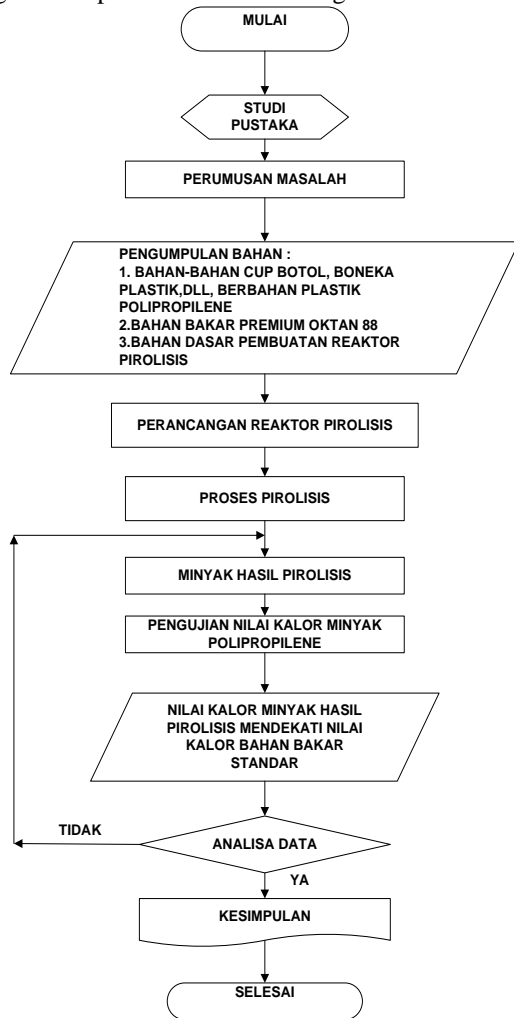 MULAI
STUDI
PUSTAKA
PERUMUSAN MASALAH
PENGUMPULAN BAHAN :
1. BAHAN-BAHAN CUP BOTOL, BONEKA
PLASTIK,DLL, BERBAHAN PLASTIK
POLIPROPILENE
2.BAHAN BAKAR PREMIUM OKTAN 88
3.BAHAN DASAR PEMBUATAN REAKTOR
PIROLISIS
PERANCANGAN REAKTOR PIROLISIS
PROSES PIROLISIS
MINYAK HASIL PIROLISIS
PENGUJIAN NILAI KALOR MINYAK
POLIPROPILENE
NILAI KALOR MINYAK HASIL
PIROLISIS MENDEKATI NILAI
KALOR BAHAN BAKAR
STANDAR
TIDAK
ANALISA DATA
YA
KESIMPULAN
SELESAI